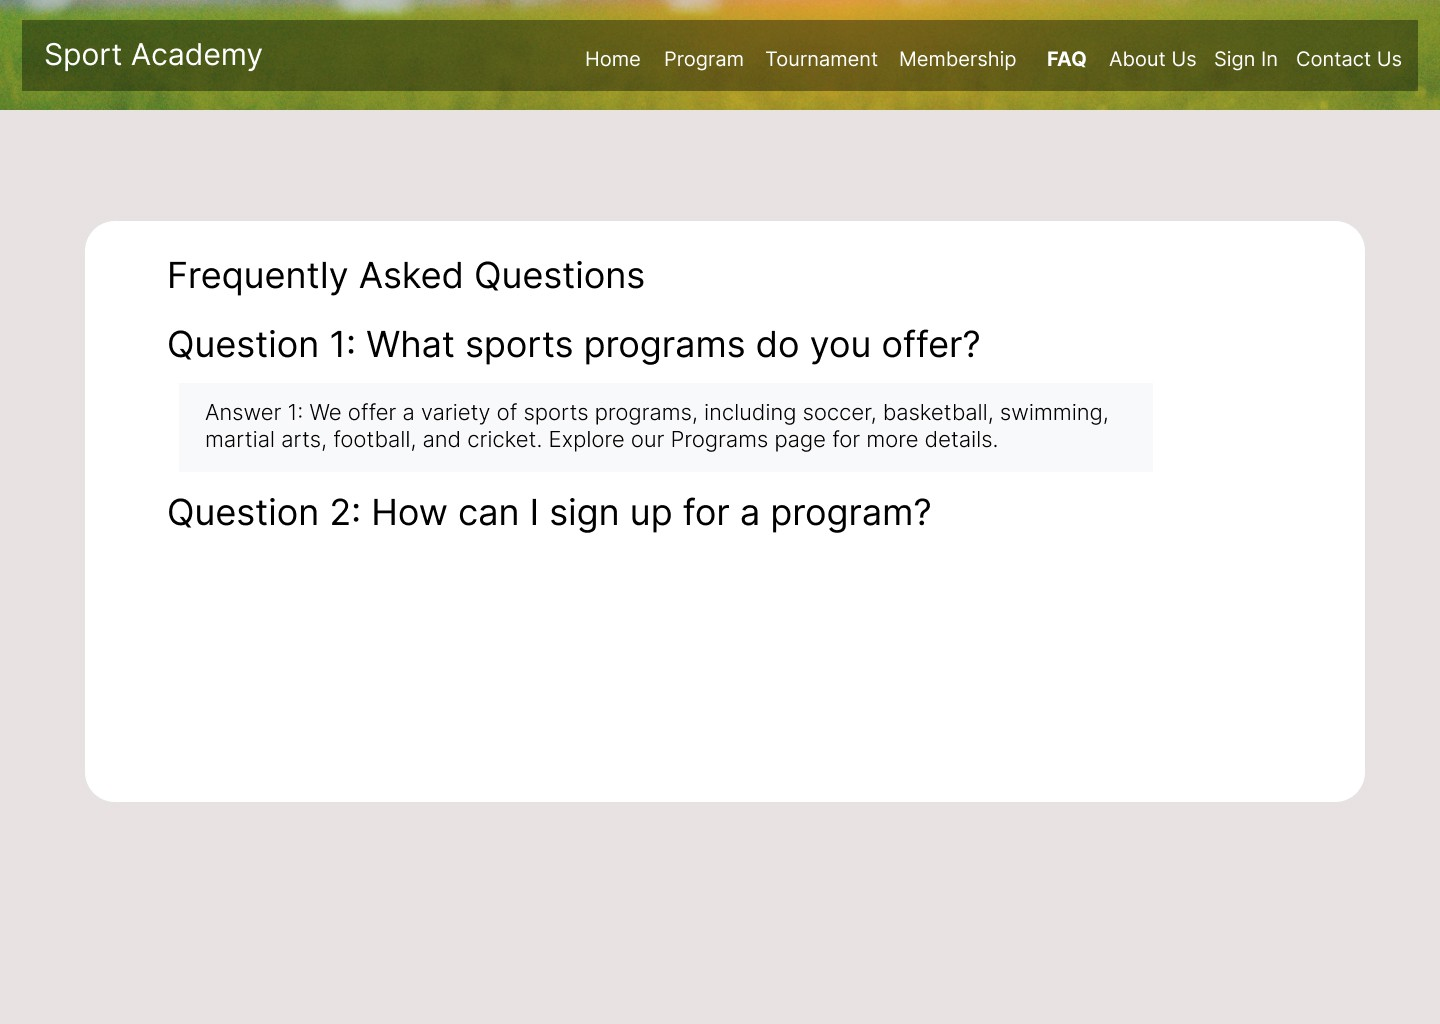 Sport Academy
Home Program Tournament Membership FAQ About Us Sign In Contact Us
Frequently Asked Questions
Question 1: What sports programs do you offer?
Answer 1: We offer a variety of sports programs, including soccer, basketball, swimming,
martial arts, football, and cricket. Explore our Programs page for more details.
Question 2: How can I sign up for a program?